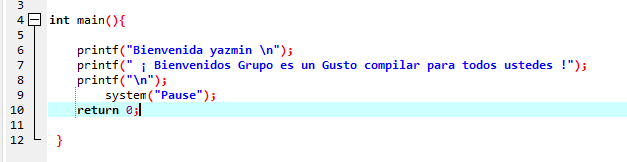 3
4 int main(){
5
6 printf("Bienvenida yazmin \n");
7 printf(" ¡ Bienvenidos Grupo es un Gusto compilar para todos ustedes !");
8 printf("\n");
9 system("Pause");
10 return 0;
11
12 }